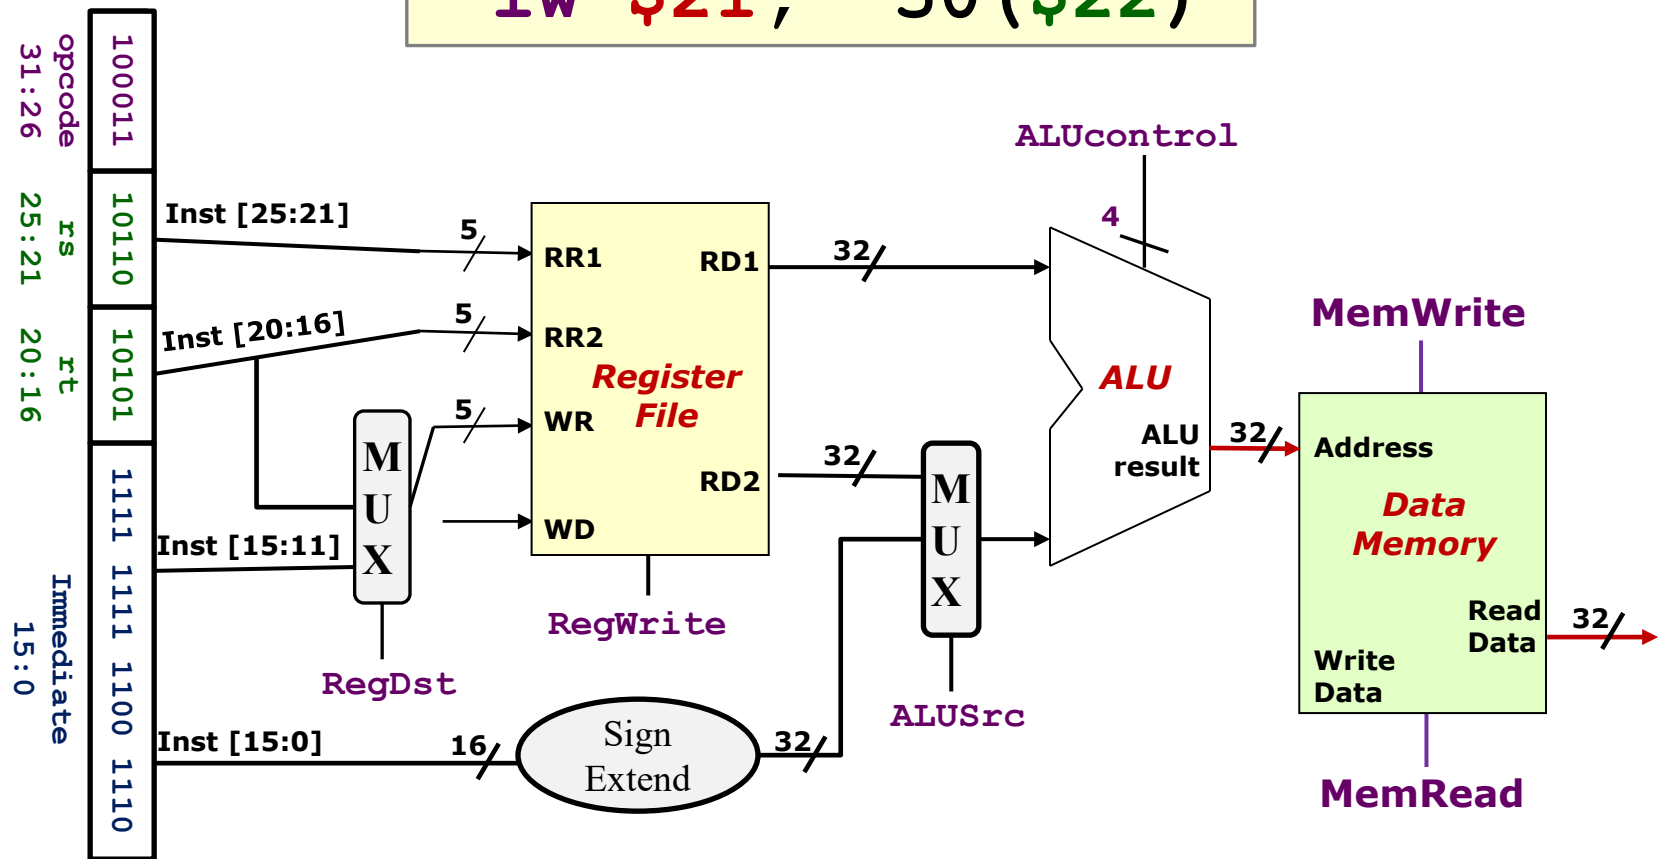 lw $21, 50($22)
opcode
31:26
100011
rs
25:21
10110
rt
20:16
10101
Immediate
15:0
1111 1111 1100 1110
Inst [25:21]
5
Inst [20:16]
5
5
Inst [15:11]
M
U
X
RegDst
Inst [15:0]
16
Sign
Extend
32
RR1
RR2
WR
WD
RD1
RD2
Register
File
RegWrite
32
32
M
U
X
ALUSrc
ALUcontrol
4
ALU
ALU
result
32
MemWrite
Address
Data
Memory
Read
Data
Write
Data
32
MemRead